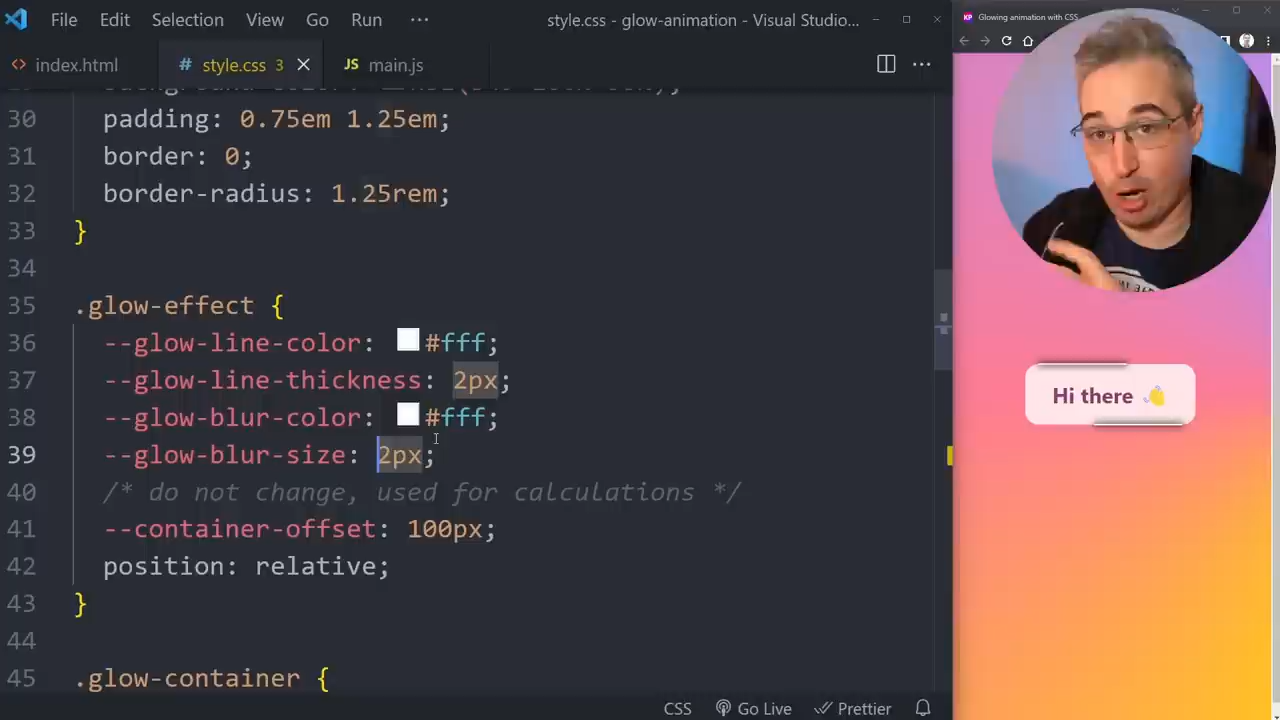 File Edit Selection View Go Run ··· style.css - glow-animation - Visual Studio...
KP Glowing animation with CSS
<> index.html # style.css 3 JS main.js ···
30 padding: 0.75em 1.25em;
31 border: 0;
32 border-radius: 1.25rem;
33 }
34
35 .glow-effect {
36 --glow-line-color: #fff;
37 --glow-line-thickness: 2px;
38 --glow-blur-color: #fff;
39 --glow-blur-size: 2px;
40 /* do not change, used for calculations */
41 --container-offset: 100px;
42 position: relative;
43 }
44
45 .glow-container {
Hi there 👋
CSS Go Live Prettier